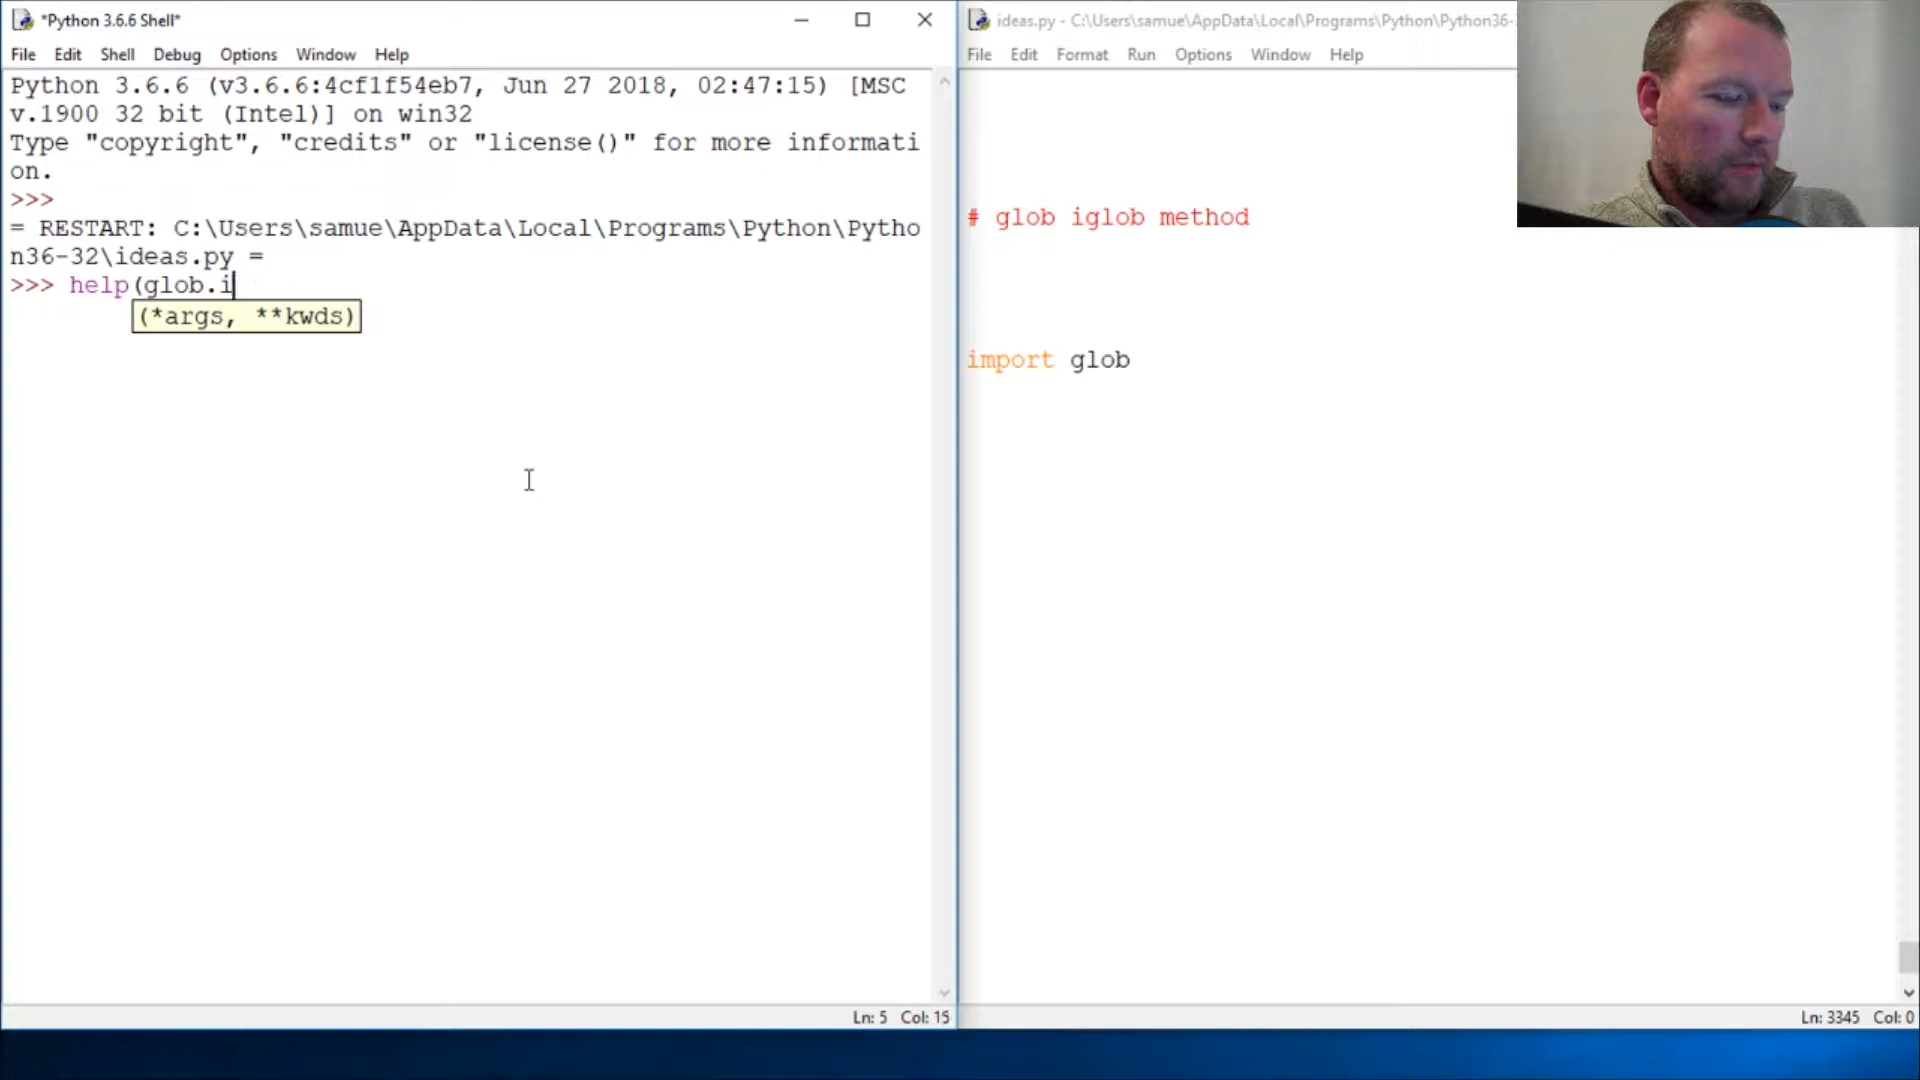 *Python 3.6.6 Shell*
File Edit Shell Debug Options Window Help
Python 3.6.6 (v3.6.6:4cf1f54eb7, Jun 27 2018, 02:47:15) [MSC
v.1900 32 bit (Intel)] on win32
Type "copyright", "credits" or "license()" for more informati
on.
>>>
= RESTART: C:\Users\samue\AppData\Local\Programs\Python\Pytho
n36-32\ideas.py =
>>> help(glob.i
(*args, **kwds)
Ln: 5 Col: 15
ideas.py - C:\Users\samue\AppData\Local\Programs\Python\Python36-
File Edit Format Run Options Window Help
# glob iglob method
import glob
Ln: 3345 Col: 0